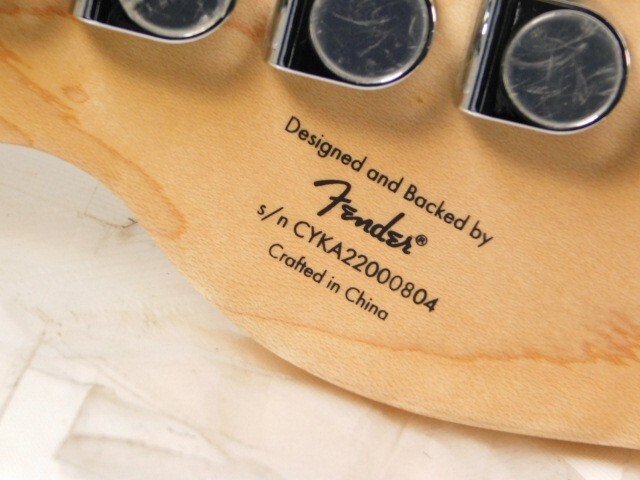 Designed and Backed by
Fender®
s/n CYKA22000804
Crafted in China